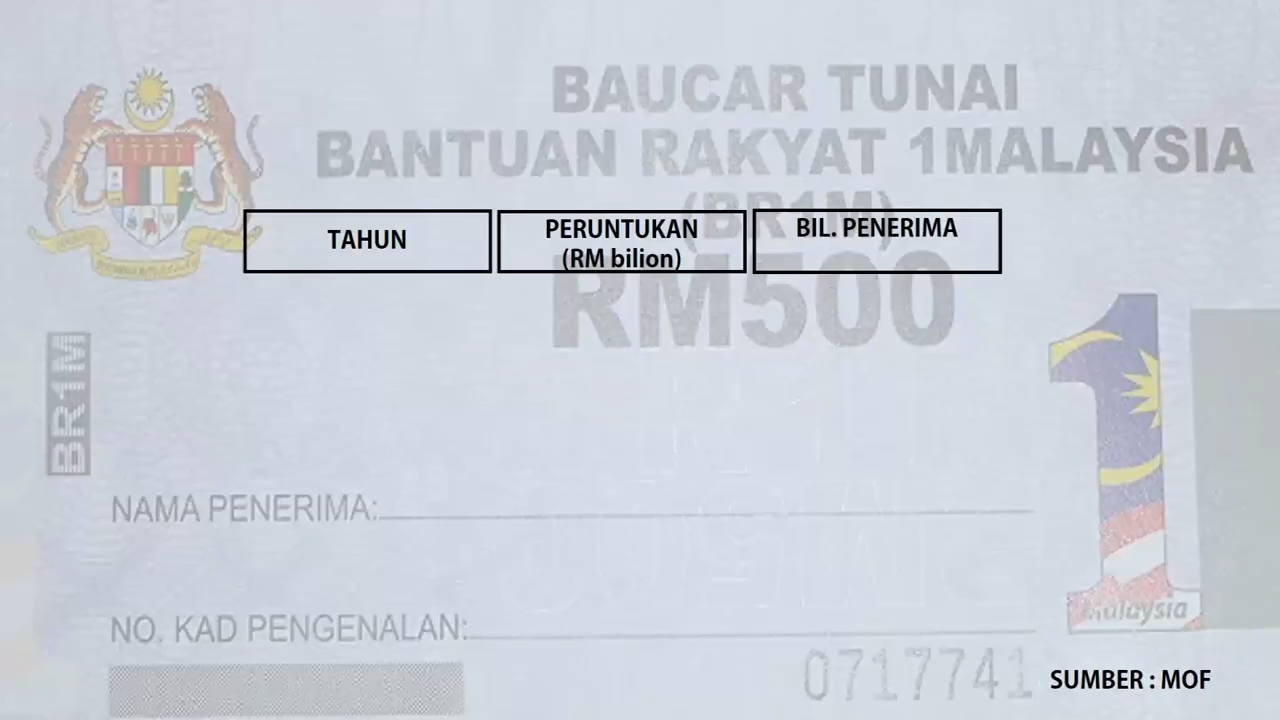 BAUCAR TUNAI
BANTUAN RAKYAT 1MALAYSIA
(BR1M)
TAHUN
PERUNTUKAN
(RM bilion)
BIL. PENERIMA
RM500
BR1M
NAMA PENERIMA:
NO. KAD PENGENALAN:
Malaysia
0717741
SUMBER : MOF